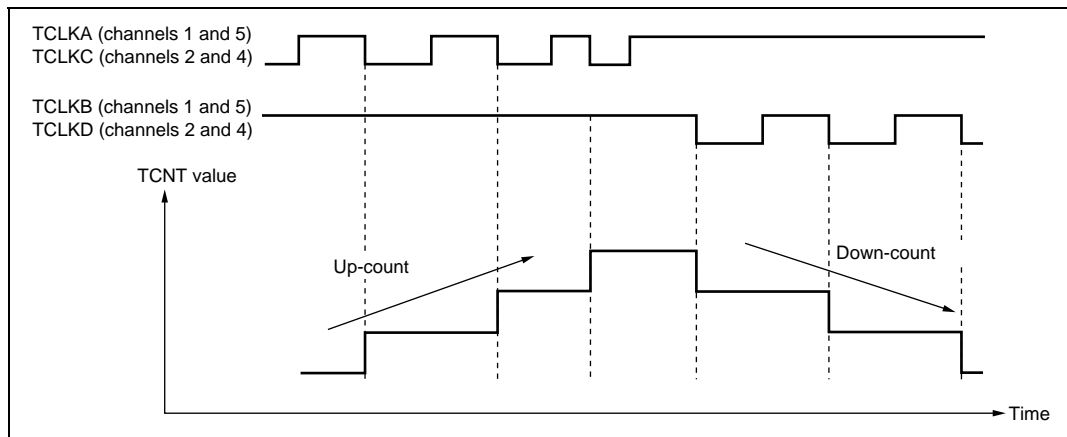 TCLKA (channels 1 and 5)
TCLKC (channels 2 and 4)
TCLKB (channels 1 and 5)
TCLKD (channels 2 and 4)
TCNT value
Up-count
Down-count
Time